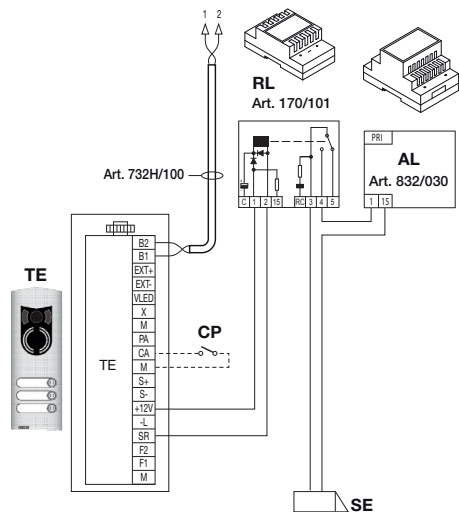 1 2
RL
Art. 170/101
PRI
AL
Art. 832/030
1 15
Art. 732H/100
C 1 2 15 RC 3 4 5
TE
TE
B2
B1
EXT+
EXT-
VLED
X
M
PA
CA
M
S+
S-
+12V
-L
SR
F2
F1
M
CP
SE